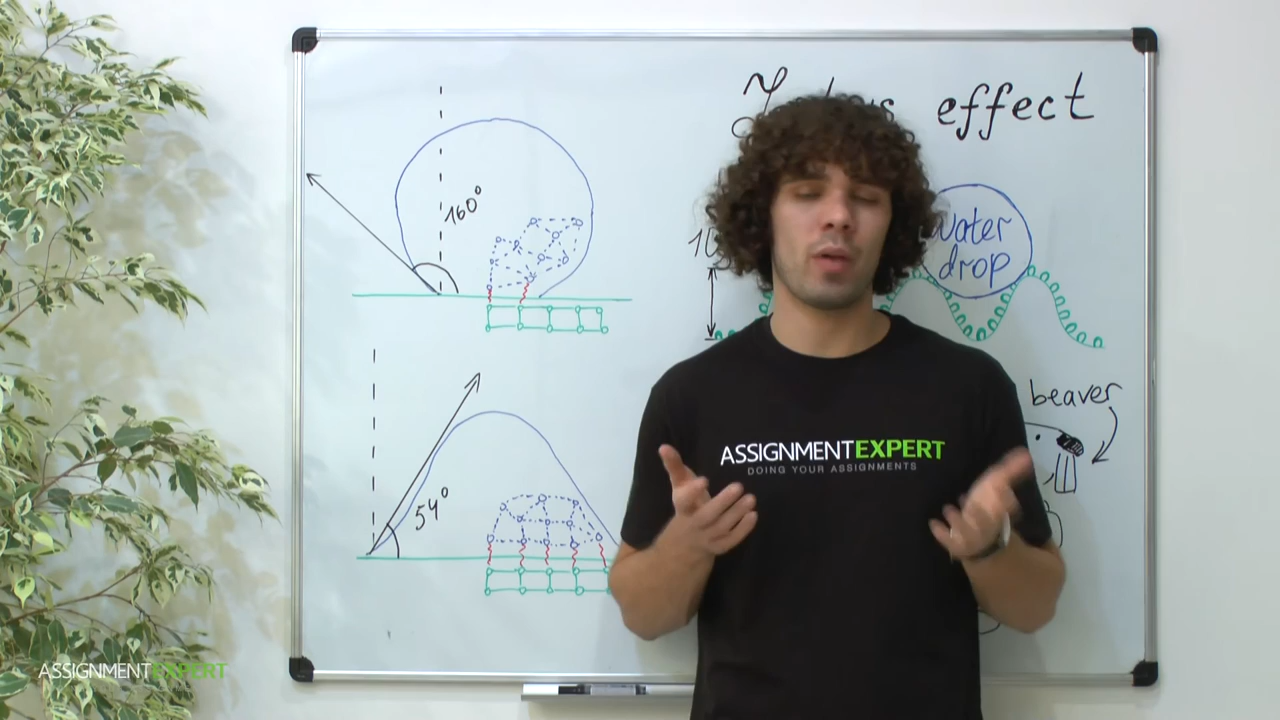 effect
160°
water
drop
beaver
54°
ASSIGNMENTEXPERT
DOING YOUR ASSIGNMENTS
ASSIGNMENTEXPERT